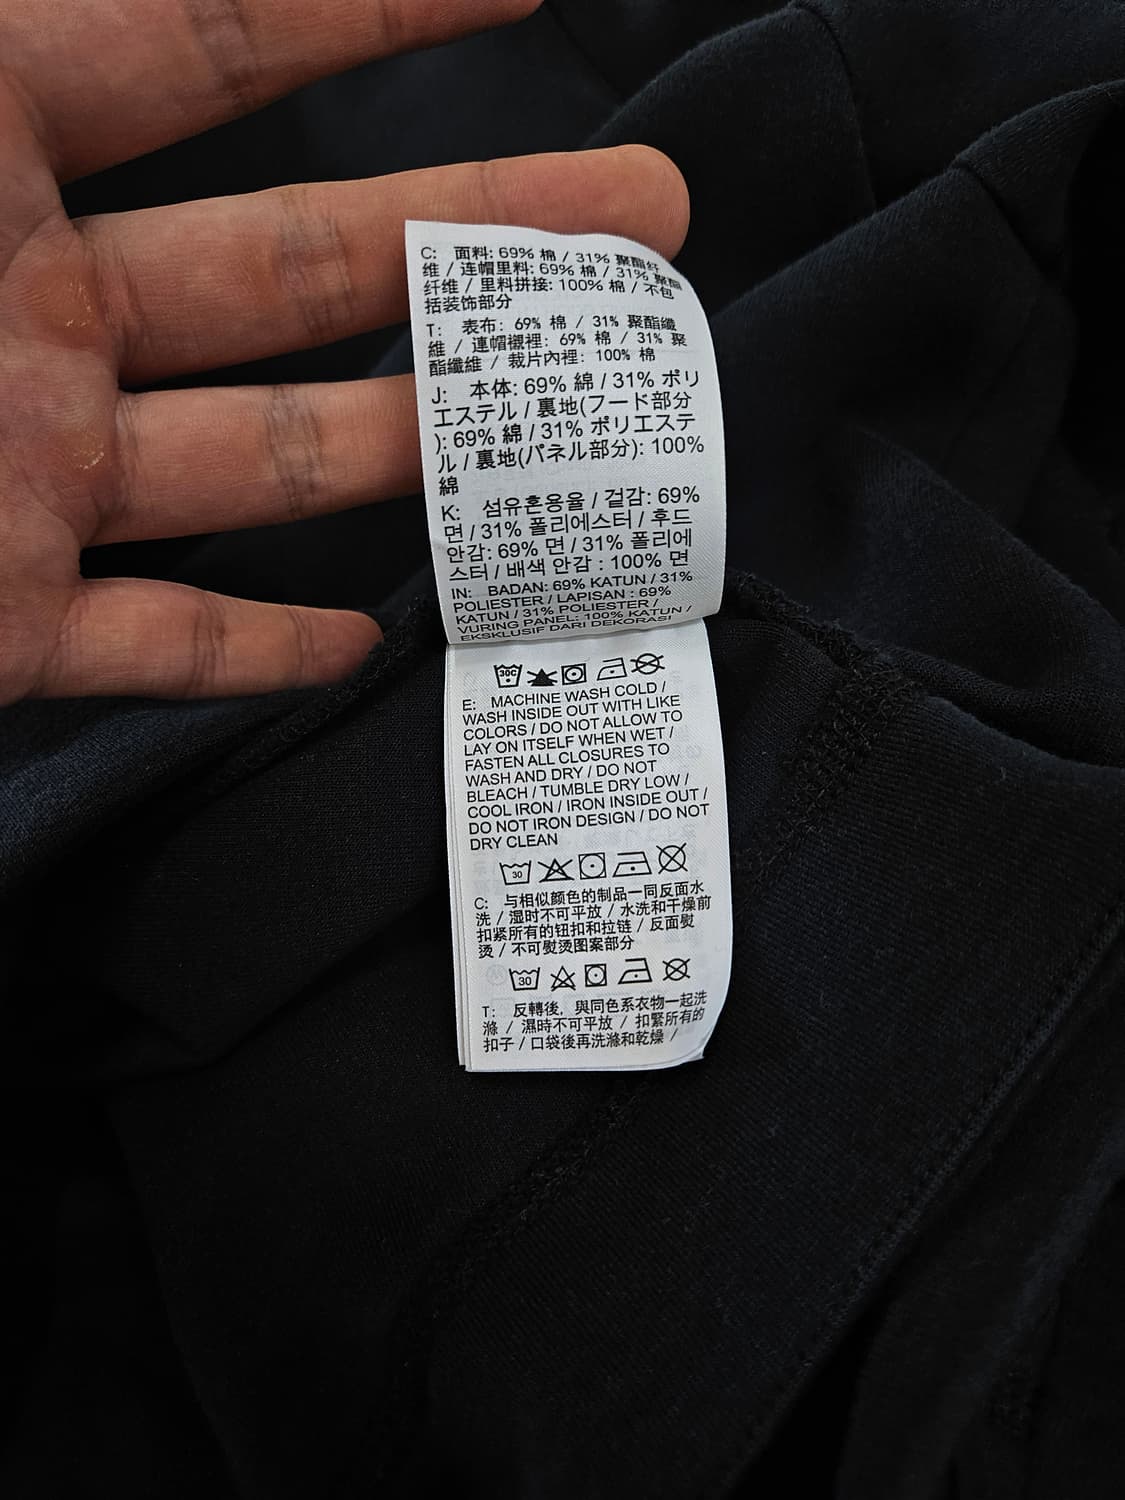 C: 面料: 69% 棉 / 31% 聚酯纤
维 / 连帽里料: 69% 棉 / 31% 聚酯
纤维 / 里料拼接: 100% 棉 / 不包
括装饰部分
T: 表布: 69% 棉 / 31% 聚酯纖
維 / 連帽襯裡: 69% 棉 / 31% 聚
酯纖維 / 裁片內裡: 100% 棉
J: 本体: 69% 綿 / 31% ポリ
エステル / 裏地(フード部分
): 69% 綿 / 31% ポリエステ
ル / 裏地(パネル部分): 100%
綿
K: 섬유혼용율 / 겉감: 69%
면 / 31% 폴리에스터 / 후드
안감: 69% 면 / 31% 폴리에
스터 / 배색 안감 : 100% 면
IN: BADAN: 69% KATUN / 31%
POLIESTER / LAPISAN : 69%
KATUN / 31% POLIESTER /
VURING PANEL: 100% KATUN /
EKSKLUSIF DARI DEKORASI
30C
E: MACHINE WASH COLD /
WASH INSIDE OUT WITH LIKE
COLORS / DO NOT ALLOW TO
LAY ON ITSELF WHEN WET /
FASTEN ALL CLOSURES TO
WASH AND DRY / DO NOT
BLEACH / TUMBLE DRY LOW /
COOL IRON / IRON INSIDE OUT /
DO NOT IRON DESIGN / DO NOT
DRY CLEAN
30
C: 与相似颜色的制品一同反面水
洗 / 湿时不可平放 / 水洗和干燥前
扣紧所有的钮扣和拉链 / 反面熨
烫 / 不可熨烫图案部分
30
T: 反轉後, 與同色系衣物一起洗
滌 / 濕時不可平放 / 扣緊所有的
扣子 / 口袋後再洗滌和乾燥 /